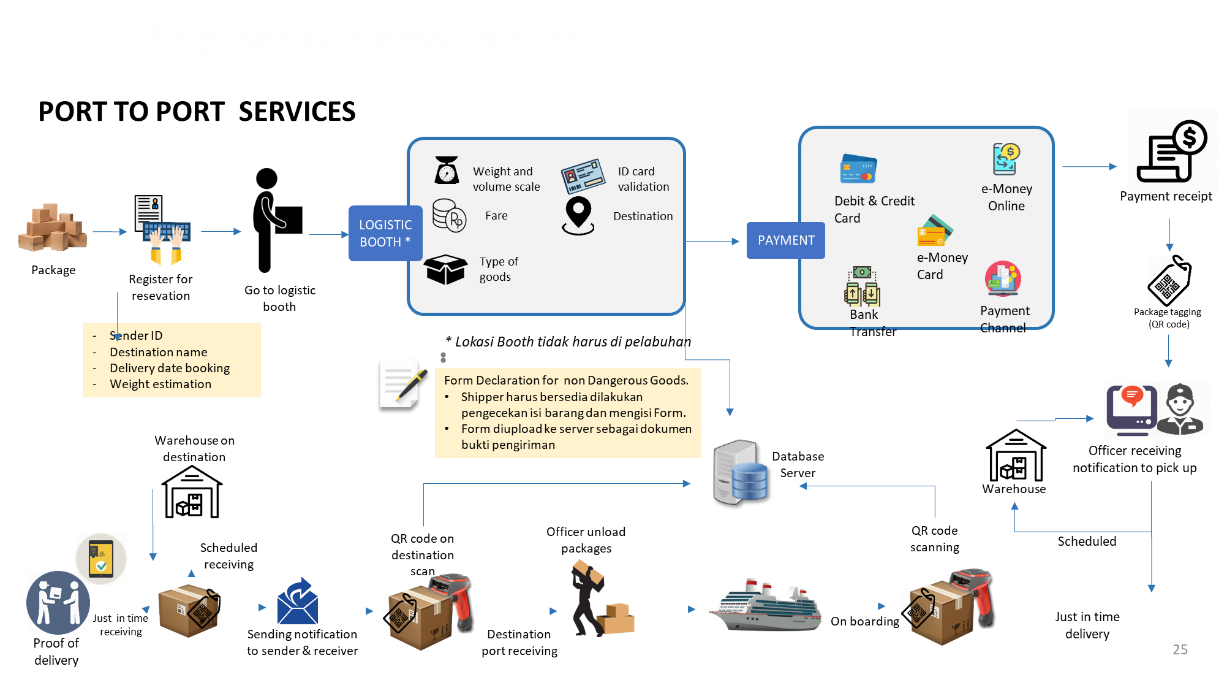 PORT TO PORT SERVICES
Package
Register for
resevation
- Sender ID
- Destination name
- Delivery date booking
- Weight estimation
Go to logistic
booth
LOGISTIC
BOOTH *
Weight and
volume scale
ID card
validation
Rp
Fare
Destination
Type of
goods
* Lokasi Booth tidak harus di pelabuhan
Form Declaration for non Dangerous Goods.
• Shipper harus bersedia dilakukan
pengecekan isi barang dan mengisi Form.
• Form diupload ke server sebagai dokumen
bukti pengiriman
PAYMENT
Debit & Credit
Card
e-Money
Online
e-Money
Card
Bank
Transfer
Payment
Channel
$
Payment receipt
Package tagging
(QR code)
Officer receiving
notification to pick up
Warehouse
Scheduled
Just in time
delivery
Database
Server
QR code
scanning
On boarding
Officer unload
packages
Destination
port receiving
QR code on
destination
scan
Sending notification
to sender & receiver
Warehouse on
destination
Scheduled
receiving
Just in time
receiving
Proof of
delivery
25